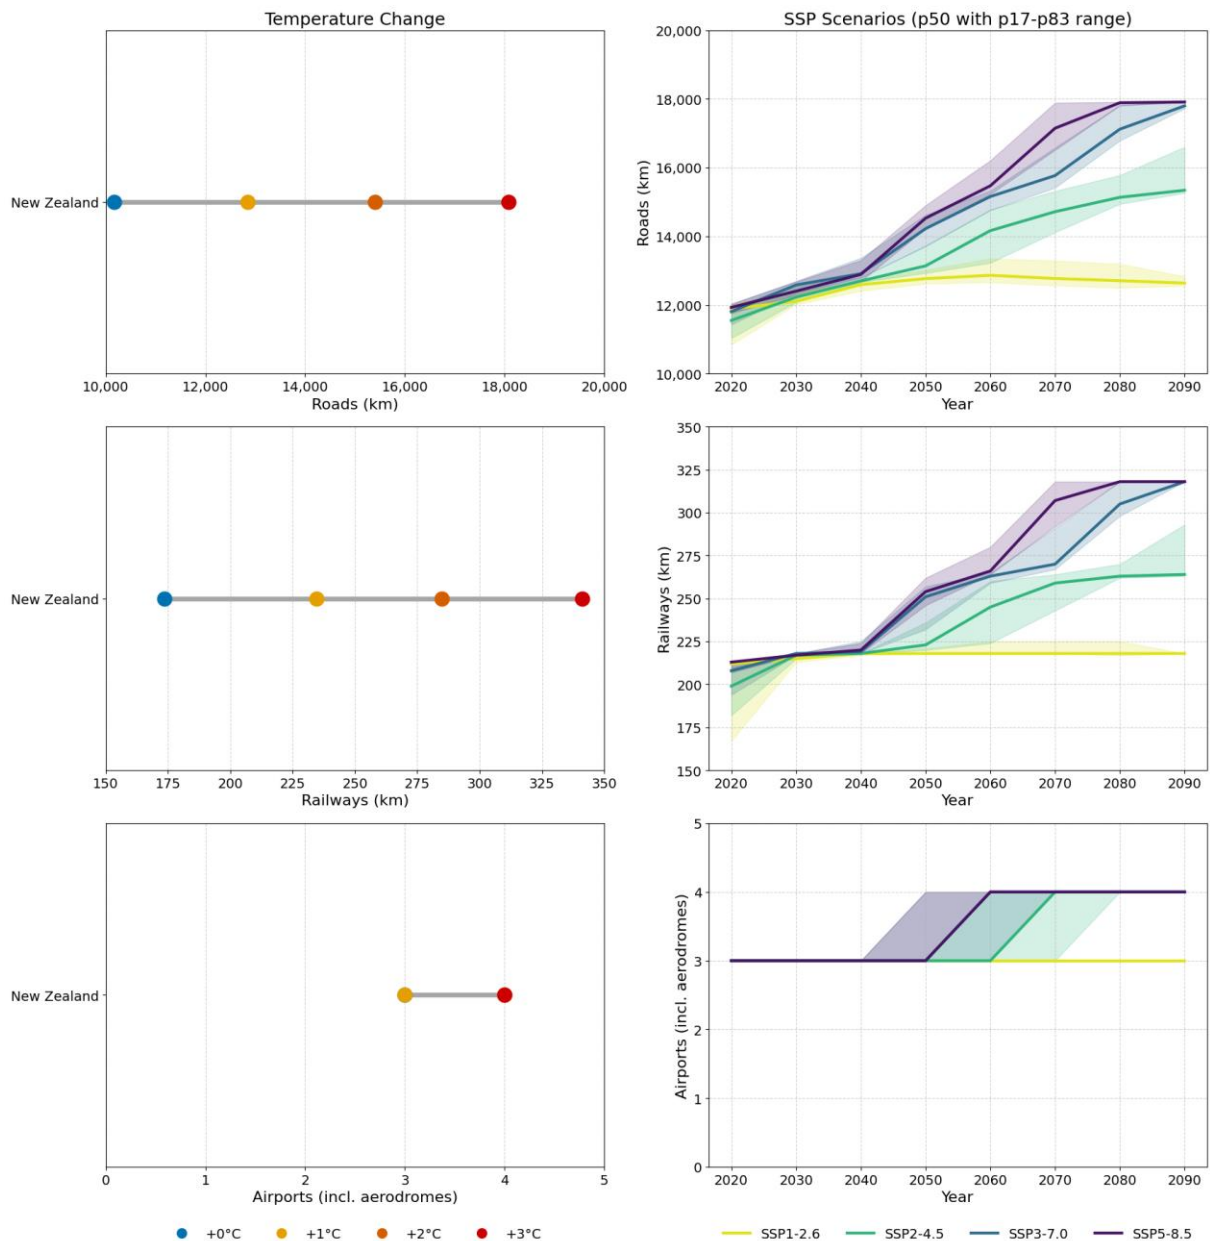 Temperature Change
New Zealand
10,000 12,000 14,000 16,000 18,000 20,000
Roads (km)
SSP Scenarios (p50 with p17-p83 range)
20,000
18,000
16,000
14,000
12,000
10,000
Roads (km)
2020 2030 2040 2050 2060 2070 2080 2090
Year
New Zealand
150 175 200 225 250 275 300 325 350
Railways (km)
350
325
300
275
250
225
200
175
150
Railways (km)
2020 2030 2040 2050 2060 2070 2080 2090
Year
New Zealand
0 1 2 3 4 5
Airports (incl. aerodromes)
5
4
3
2
1
0
Airports (incl. aerodromes)
2020 2030 2040 2050 2060 2070 2080 2090
Year
+0°C +1°C +2°C +3°C
SSP1-2.6 SSP2-4.5 SSP3-7.0 SSP5-8.5